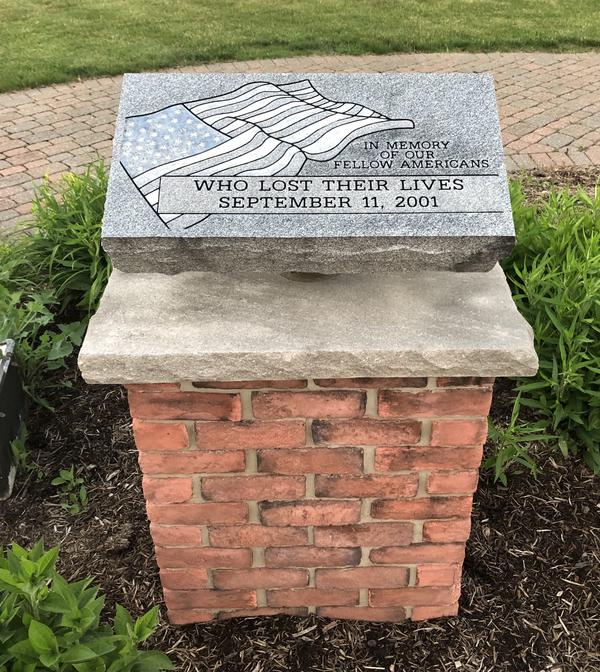 IN MEMORY
OF OUR
FELLOW AMERICANS
WHO LOST THEIR LIVES
SEPTEMBER 11, 2001